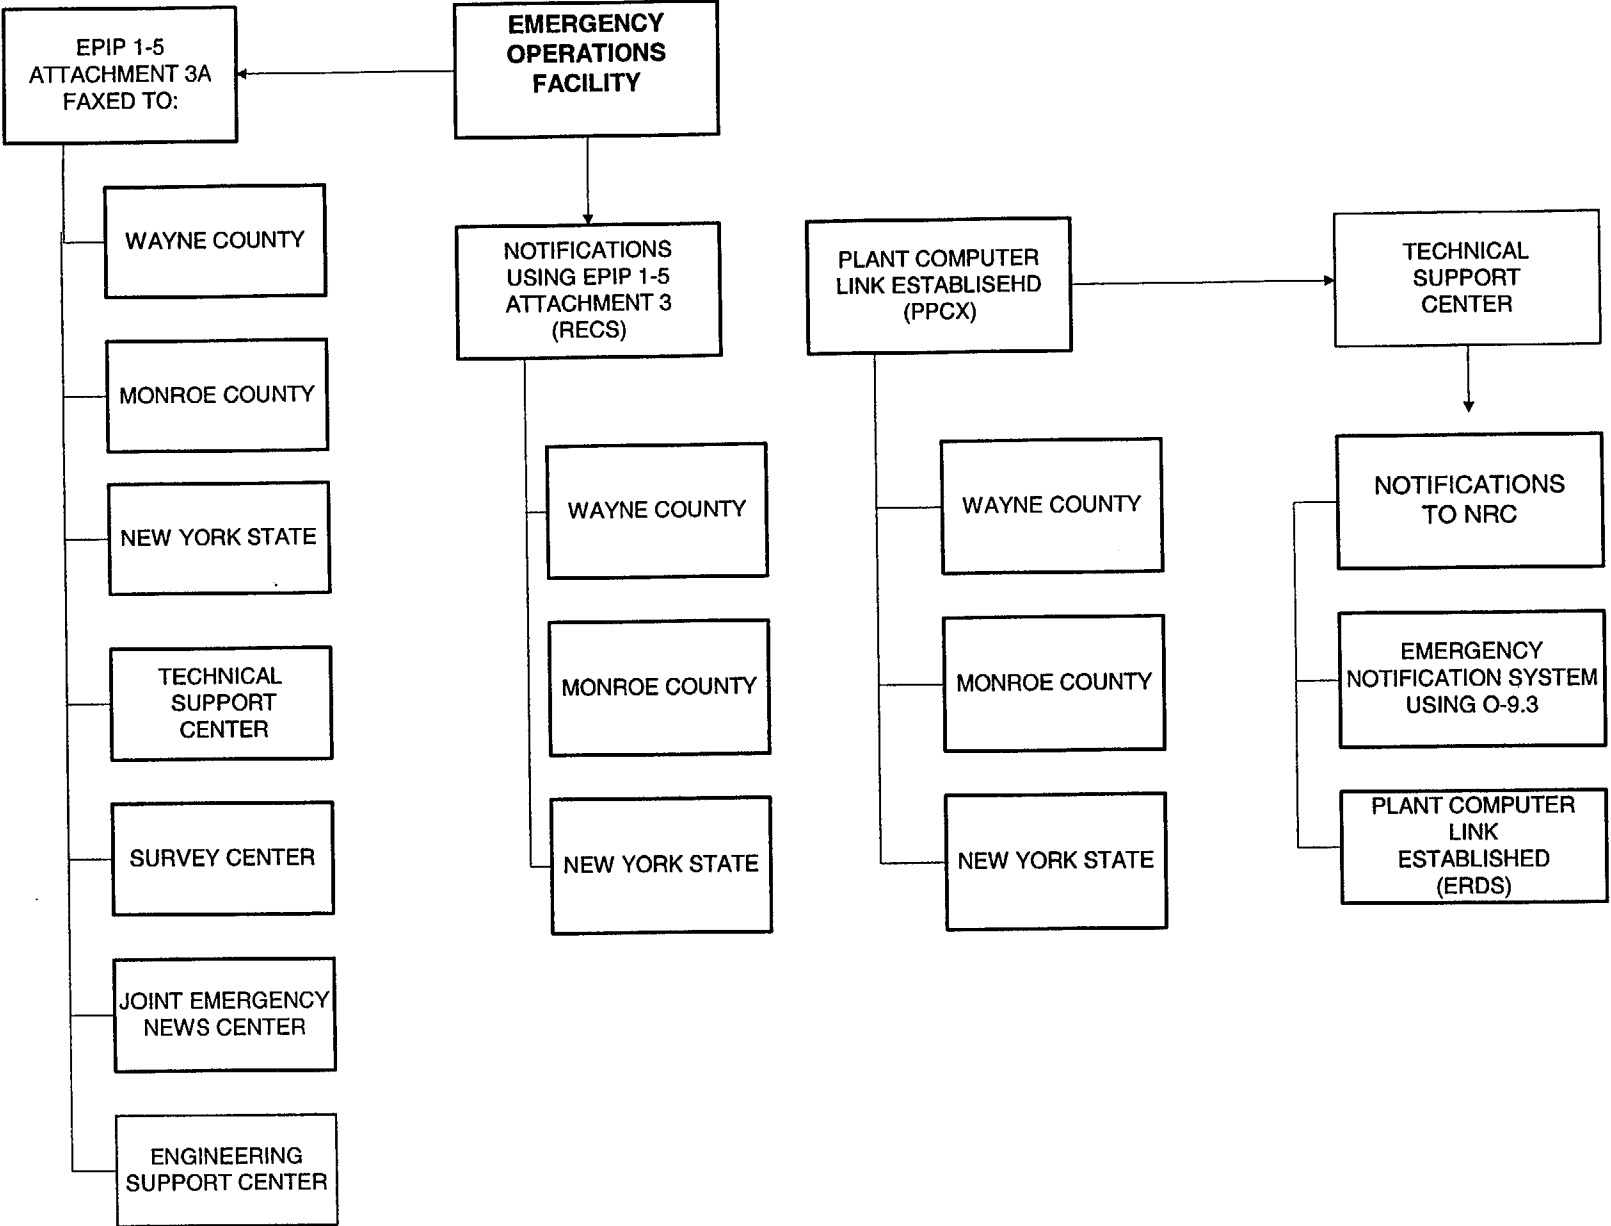 EPIP 1-5
ATTACHMENT 3A
FAXED TO:
WAYNE COUNTY
MONROE COUNTY
NEW YORK STATE
TECHNICAL
SUPPORT
CENTER
SURVEY CENTER
JOINT EMERGENCY
NEWS CENTER
ENGINEERING
SUPPORT CENTER
EMERGENCY
OPERATIONS
FACILITY
NOTIFICATIONS
USING EPIP 1-5
ATTACHMENT 3
(RECS)
WAYNE COUNTY
MONROE COUNTY
NEW YORK STATE
PLANT COMPUTER
LINK ESTABLISEHD
(PPCX)
WAYNE COUNTY
MONROE COUNTY
NEW YORK STATE
TECHNICAL
SUPPORT
CENTER
NOTIFICATIONS
TO NRC
EMERGENCY
NOTIFICATION SYSTEM
USING O-9.3
PLANT COMPUTER
LINK
ESTABLISHED
(ERDS)